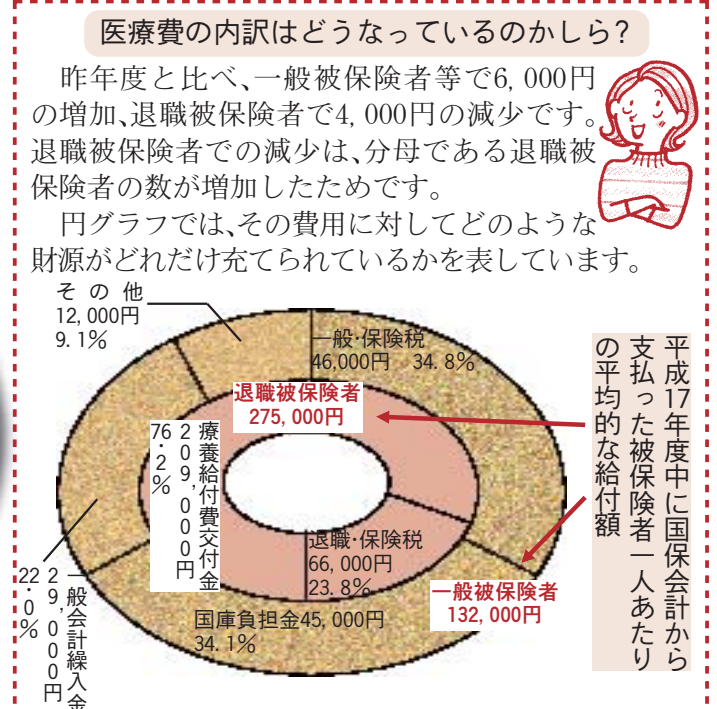 医療費の内訳はどうなっているのかしら?
昨年度と比べ、一般被保険者等で6,000円
の増加、退職被保険者で4,000円の減少です。
退職被保険者での減少は、分母である退職被
保険者の数が増加したためです。
円グラフでは、その費用に対してどのような
財源がどれだけ充てられているかを表しています。
その他
12,000円
9.1%
一般・保険税
46,000円 34.8%
退職被保険者
275,000円
療養給付費交付金
209,000円
76・2%
退職・保険税
66,000円
23.8%
一般被保険者
132,000円
国庫負担金45,000円
34.1%
一般会計繰入金
29,000円
22・0%
平成17年度中に国保会計から
支払った被保険者一人あたり
の平均的な給付額